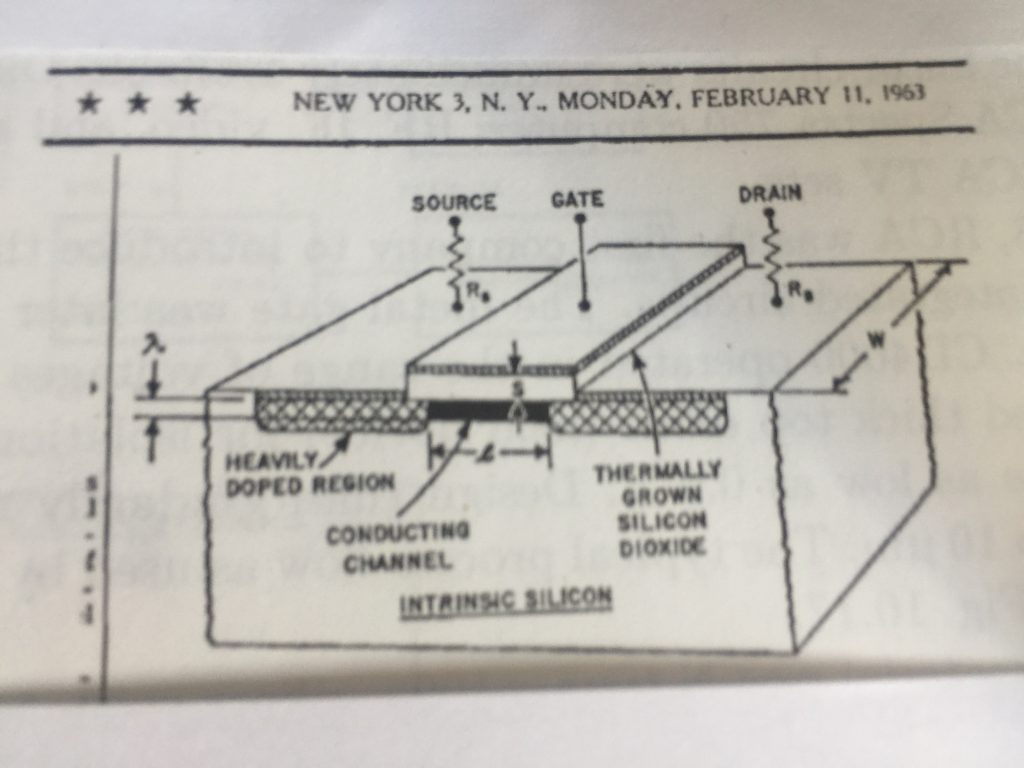 ★ ★ ★ NEW YORK 3, N. Y., MONDAY, FEBRUARY 11, 1963
SOURCE GATE DRAIN
Rs Rs
λ
W
S
ℓ
HEAVILY
DOPED REGION
THERMALLY
GROWN
SILICON
DIOXIDE
CONDUCTING
CHANNEL
INTRINSIC SILICON